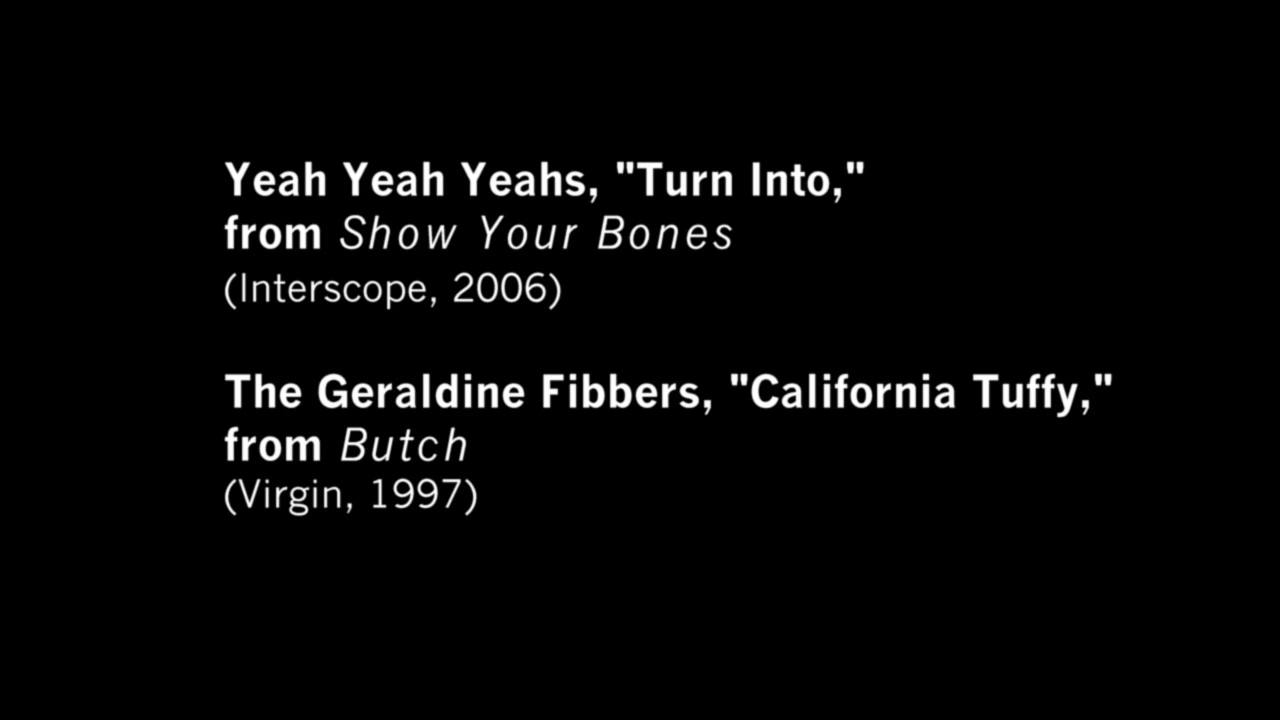 Yeah Yeah Yeahs, "Turn Into,"
from Show Your Bones
(Interscope, 2006)
The Geraldine Fibbers, "California Tuffy,"
from Butch
(Virgin, 1997)